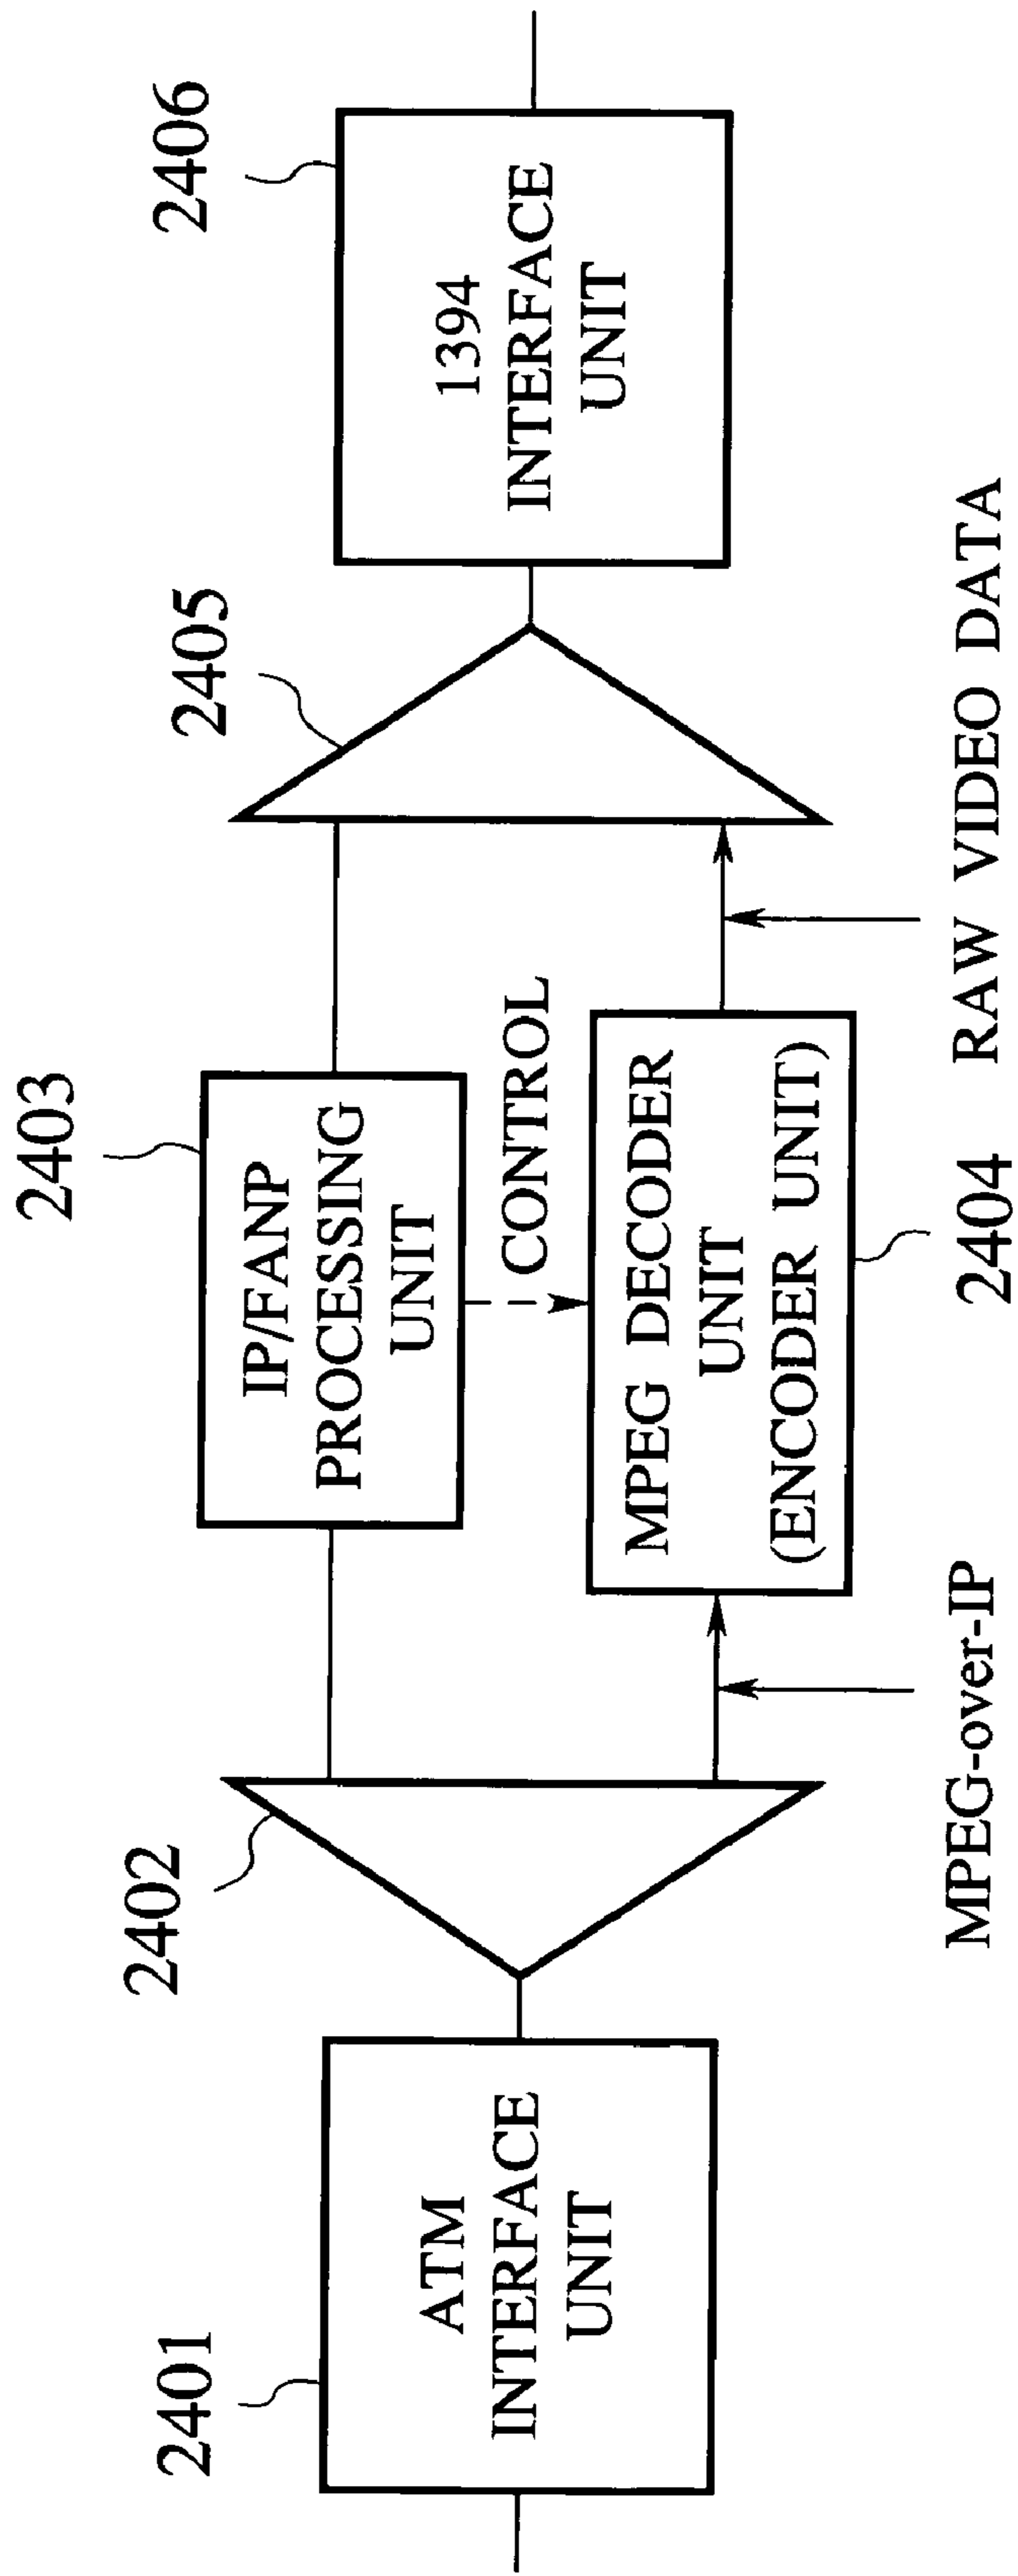 2401
ATM
INTERFACE
UNIT
2402
2403
IP/FANP
PROCESSING
UNIT
CONTROL
MPEG DECODER
UNIT
(ENCODER UNIT)
2404
MPEG-over-IP
RAW VIDEO DATA
2405
2406
1394
INTERFACE
UNIT